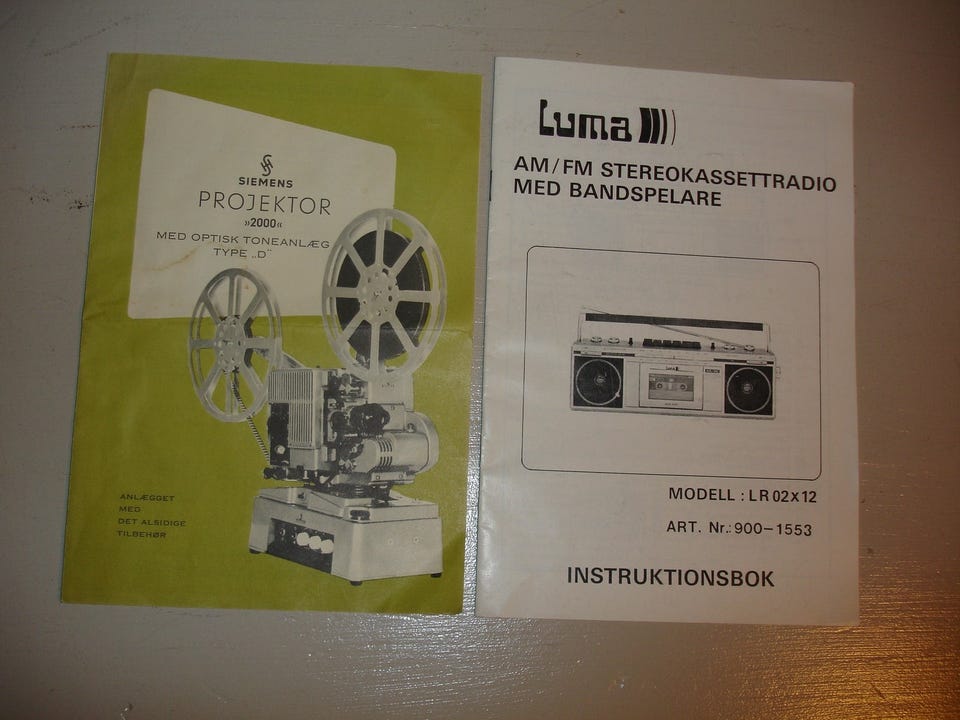 SIEMENS
PROJEKTOR
»2000«
MED OPTISK TONEANLÆG
TYPE „D"
ANLÆGGET
MED
DET ALSIDIGE
TILBEHØR
Luma
AM/FM STEREOKASSETTRADIO
MED BANDSPELARE
Luma
MODELL : LR 02X12
ART. Nr.: 900-1553
INSTRUKTIONSBOK